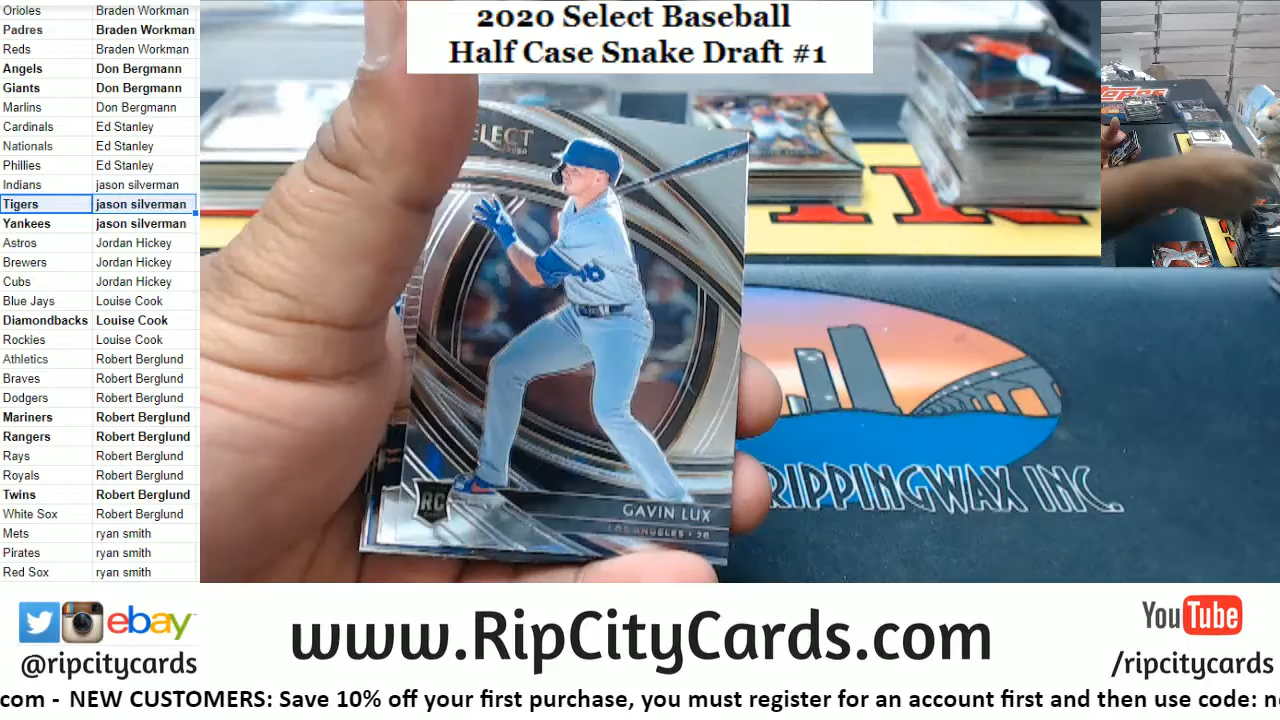 2020 Select Baseball
Half Case Snake Draft #1
Orioles Braden Workman
Padres Braden Workman
Reds Braden Workman
Angels Don Bergmann
Giants Don Bergmann
Marlins Don Bergmann
Cardinals Ed Stanley
Nationals Ed Stanley
Phillies Ed Stanley
Indians jason silverman
Tigers jason silverman
Yankees jason silverman
Astros Jordan Hickey
Brewers Jordan Hickey
Cubs Jordan Hickey
Blue Jays Louise Cook
Diamondbacks Louise Cook
Rockies Louise Cook
Athletics Robert Berglund
Braves Robert Berglund
Dodgers Robert Berglund
Mariners Robert Berglund
Rangers Robert Berglund
Rays Robert Berglund
Royals Robert Berglund
Twins Robert Berglund
White Sox Robert Berglund
Mets ryan smith
Pirates ryan smith
Red Sox ryan smith
RC
GAVIN LUX
LOS ANGELES • 2B
RIPPINGWAX INC.
ebay
@ripcitycards
www.RipCityCards.com
YouTube
/ripcitycards
com - NEW CUSTOMERS: Save 10% off your first purchase, you must register for an account first and then use code: